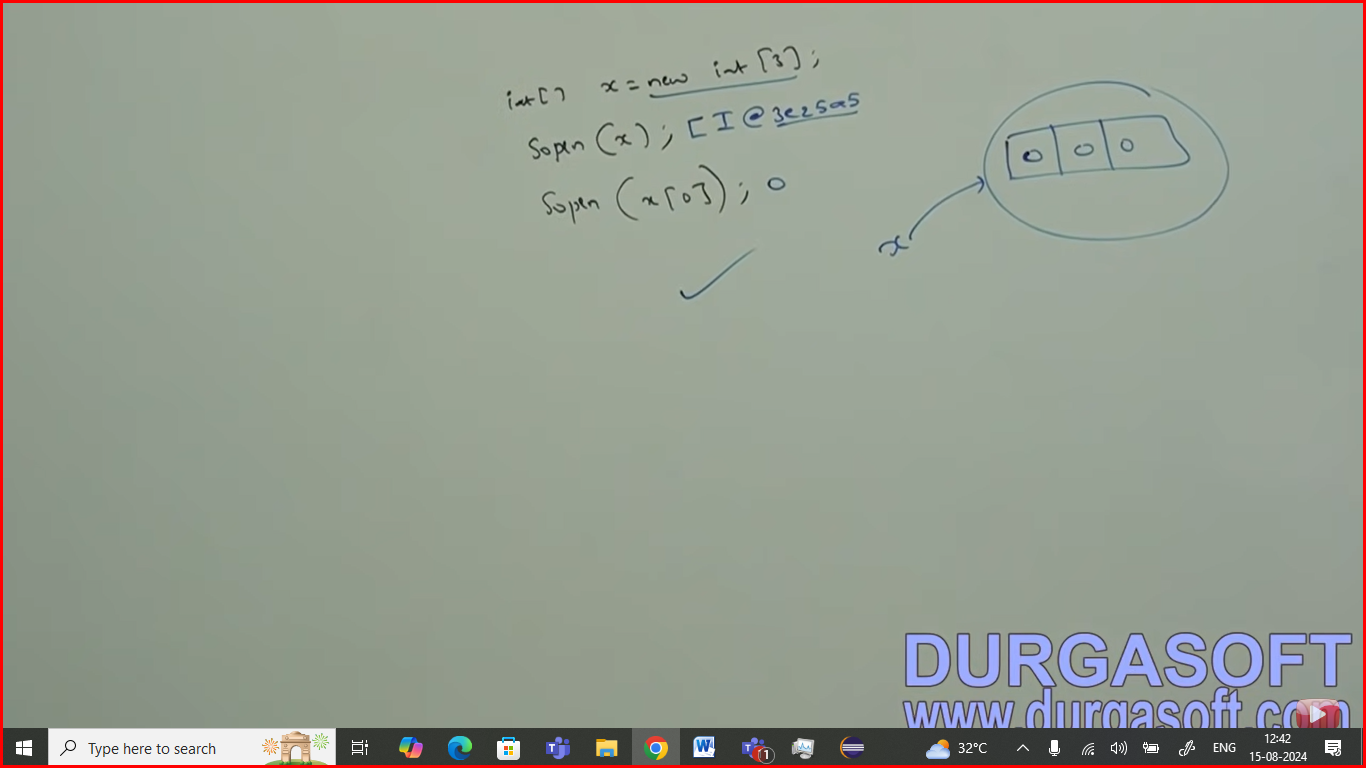 int[] x = new int[3];
Sopln(x); [I@3e25a5
Sopln(x[0]); 0
0 0 0
x
DURGASOFT
www.durgasoft.com
Type here to search
1
32°C
ENG
12:42
15-08-2024